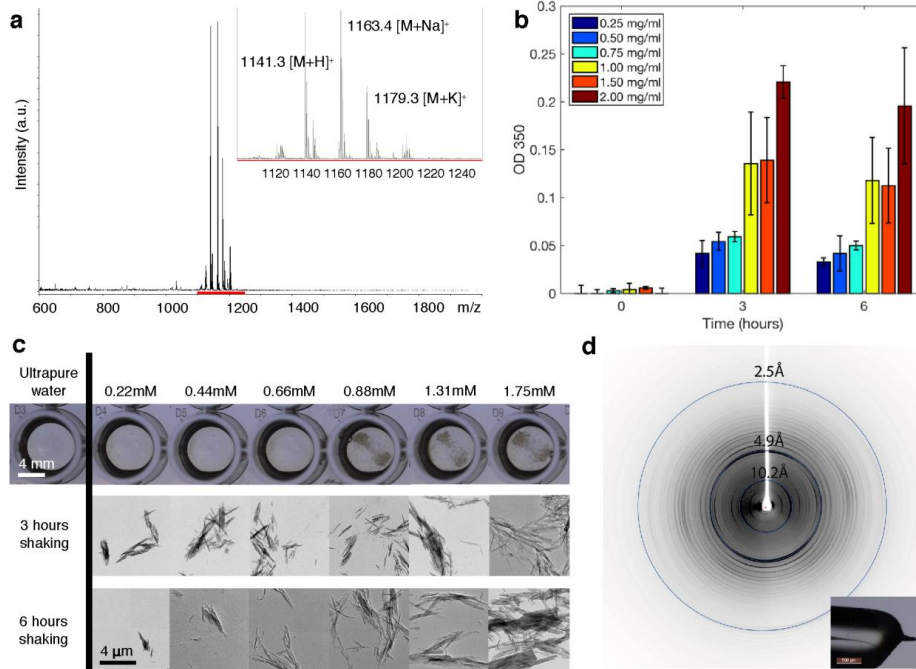 a
1163.4 [M+Na]⁺
1141.3 [M+H]⁺
1179.3 [M+K]⁺
Intensity (a.u.)
1120 1140 1160 1180 1200 1220 1240
600 800 1000 1200 1400 1600 1800 m/z
b
0.3
0.25
0.2
0.15
0.1
0.05
0
OD 350
0.25 mg/ml
0.50 mg/ml
0.75 mg/ml
1.00 mg/ml
1.50 mg/ml
2.00 mg/ml
0 3 6
Time (hours)
c
Ultrapure
water
0.22mM 0.44mM 0.66mM 0.88mM 1.31mM 1.75mM
D3 D4 D5 D6 D7 D8 D9
4 mm
3 hours
shaking
6 hours
shaking
4 µm
d
2.5Å
4.9Å
10.2Å